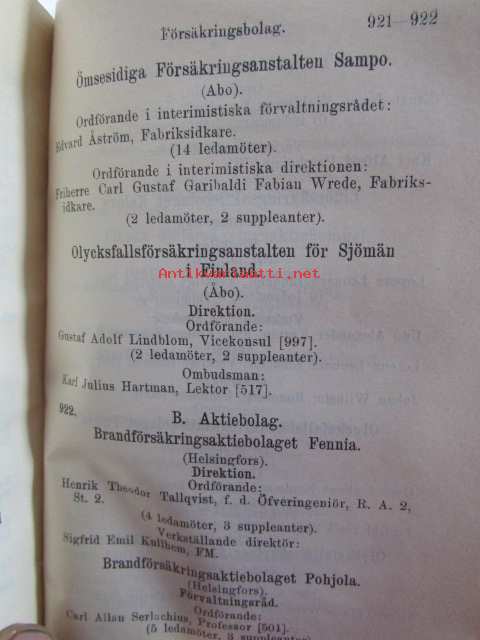 Försäkringsbolag.
921—922
Ömsesidiga Försäkringsanstalten Sampo.
(Åbo).
Ordförande i interimistiska förvaltningsrådet:
Edvard Åström, Fabriksidkare.
(14 ledamöter).
Ordförande i interimistiska direktionen:
Friherre Carl Gustaf Garibaldi Fabian Wrede, Fabriks-
idkare.
(2 ledamöter, 2 suppleanter).
Olycksfallsförsäkringsanstalten för Sjömän
i Finland.
Antikvariaatti.net
(Åbo).
Direktion.
Ordförande:
Gustaf Adolf Lindblom, Vicekonsul [997].
(2 ledamöter, 2 suppleanter).
Ombudsman:
Karl Julius Hartman, Lektor [517].
922.
B. Aktiebolag.
Brandförsäkringsaktiebolaget Fennia.
(Helsingfors).
Direktion.
Ordförande:
Henrik Theodor Tallqvist, f. d. Öfveringeniör, R. A. 2,
St. 2.
(4 ledamöter, 3 suppleanter).
Verkställande direktör:
Sigfrid Emil Kullhem, FM.
Brandförsäkringsaktiebolaget Pohjola.
(Helsingfors).
Förvaltningsråd.
Ordförande:
Carl Allan Serlachius, Professor [501].
(5 ledamöter, 3 suppleanter)